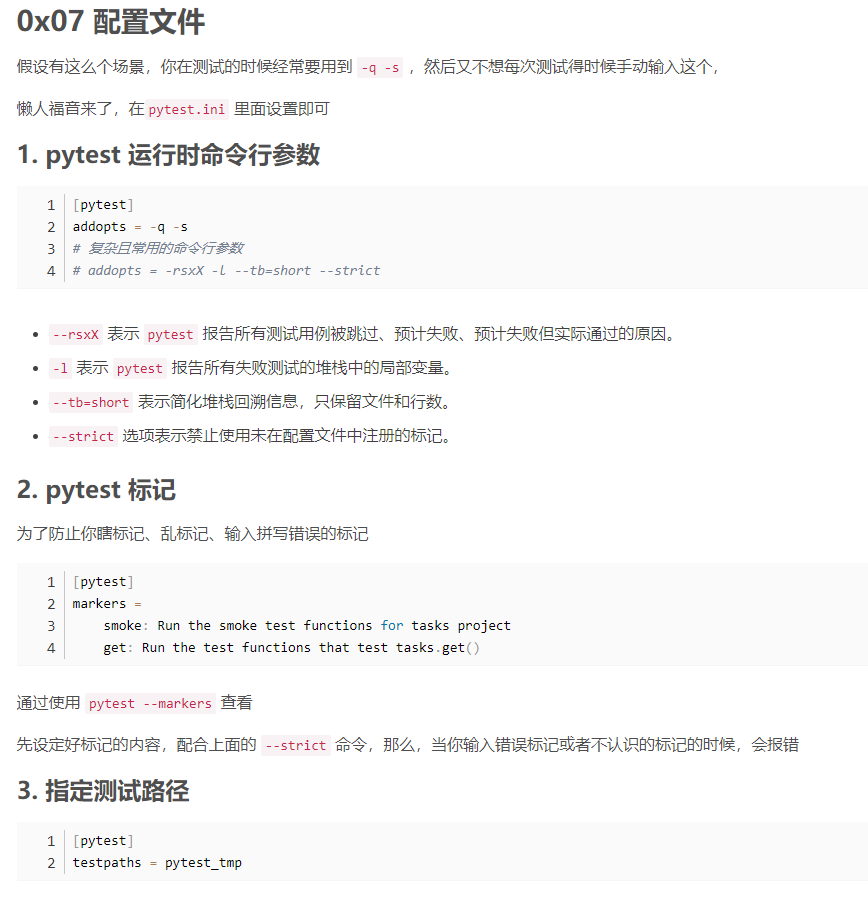 0x07 配置文件
假设有这么个场景，你在测试的时候经常要用到 -q -s ，然后又不想每次测试得时候手动输入这个，
懒人福音来了，在 pytest.ini 里面设置即可
1. pytest 运行时命令行参数
1 [pytest]
2 addopts = -q -s
3 # 复杂且常用的命令行参数
4 # addopts = -rsxX -l --tb=short --strict
• --rsxX 表示 pytest 报告所有测试用例被跳过、预计失败、预计失败但实际通过的原因。
• -l 表示 pytest 报告所有失败测试的堆栈中的局部变量。
• --tb=short 表示简化堆栈回溯信息，只保留文件和行数。
• --strict 选项表示禁止使用未在配置文件中注册的标记。
2. pytest 标记
为了防止你瞎标记、乱标记、输入拼写错误的标记
1 [pytest]
2 markers =
3     smoke: Run the smoke test functions for tasks project
4     get: Run the test functions that test tasks.get()
通过使用 pytest --markers 查看
先设定好标记的内容，配合上面的 --strict 命令，那么，当你输入错误标记或者不认识的标记的时候，会报错
3. 指定测试路径
1 [pytest]
2 testpaths = pytest_tmp